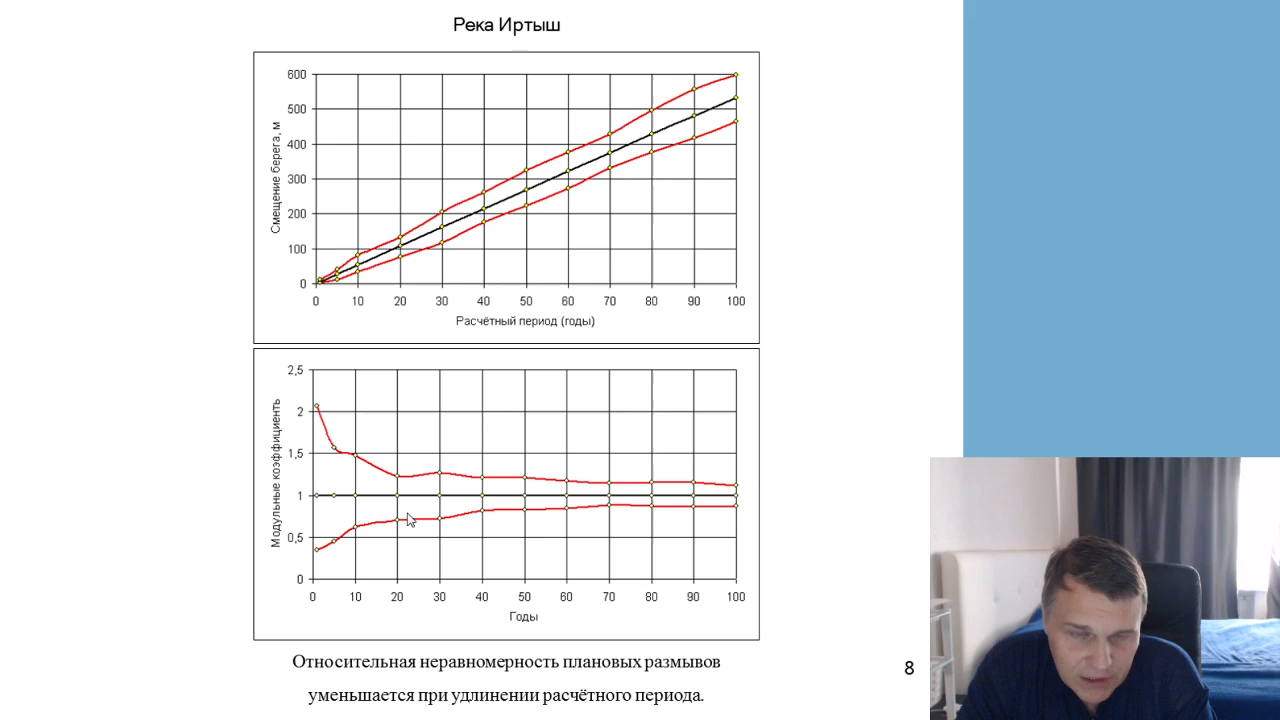 Река Иртыш
600
500
400
300
200
100
0
Смещение берега, м
0 10 20 30 40 50 60 70 80 90 100
Расчётный период (годы)
2,5
2
1,5
1
0,5
0
Модульные коэффициенть
0 10 20 30 40 50 60 70 80 90 100
Годы
Относительная неравномерность плановых размывов
уменьшается при удлинении расчётного периода.
8